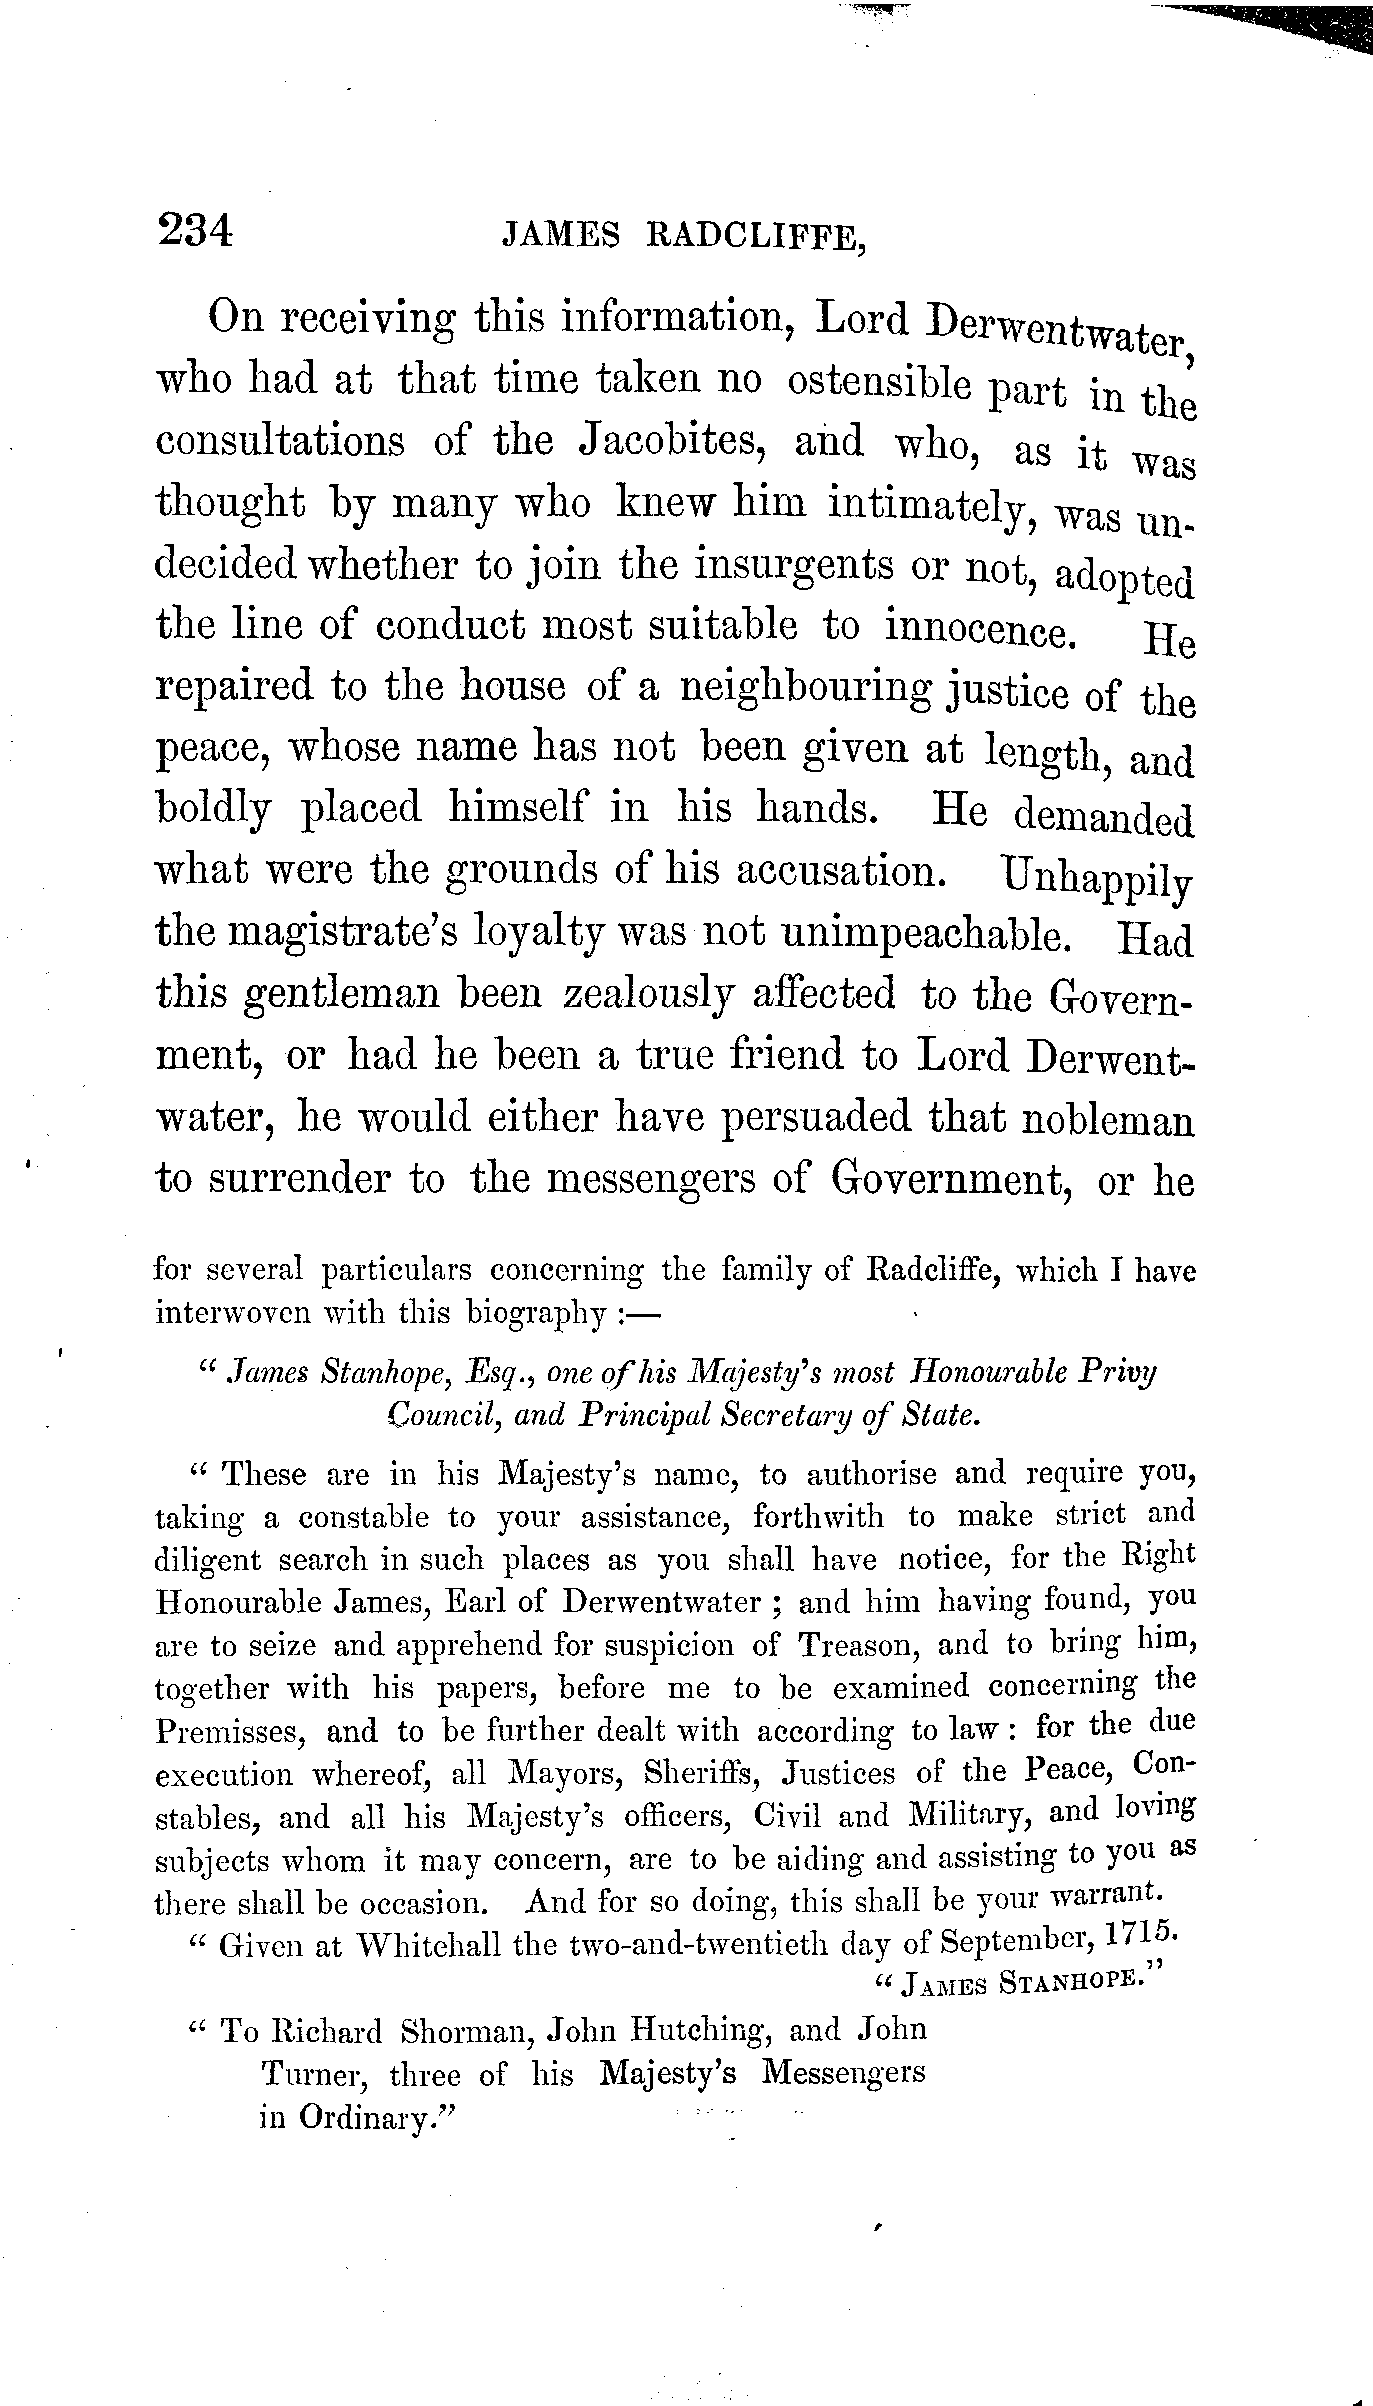 234 JAMES RADCLIFFE,
On receiving this information, Lord Derwentwater,
who had at that time taken no ostensible part in the
consultations of the Jacobites, and who, as it was
thought by many who knew him intimately, was un-
decided whether to join the insurgents or not, adopted
the line of conduct most suitable to innocence. He
repaired to the house of a neighbouring justice of the
peace, whose name has not been given at length, and
boldly placed himself in his hands. He demanded
what were the grounds of his accusation. Unhappily
the magistrate's loyalty was not unimpeachable. Had
this gentleman been zealously affected to the Govern-
ment, or had he been a true friend to Lord Derwent-
water, he would either have persuaded that nobleman
to surrender to the messengers of Government, or he
for several particulars concerning the family of Radcliffe, which I have
interwoven with this biography :—
“ James Stanhope, Esq., one of his Majesty's most Honourable Privy
Council, and Principal Secretary of State.
“ These are in his Majesty's name, to authorise and require you,
taking a constable to your assistance, forthwith to make strict and
diligent search in such places as you shall have notice, for the Right
Honourable James, Earl of Derwentwater ; and him having found, you
are to seize and apprehend for suspicion of Treason, and to bring him,
together with his papers, before me to be examined concerning the
Premisses, and to be further dealt with according to law : for the due
execution whereof, all Mayors, Sheriffs, Justices of the Peace, Con-
stables, and all his Majesty's officers, Civil and Military, and loving
subjects whom it may concern, are to be aiding and assisting to you as
there shall be occasion. And for so doing, this shall be your warrant.
“ Given at Whitehall the two-and-twentieth day of September, 1715.
“ JAMES STANHOPE.”
“ To Richard Shorman, John Hutching, and John
Turner, three of his Majesty's Messengers
in Ordinary.”